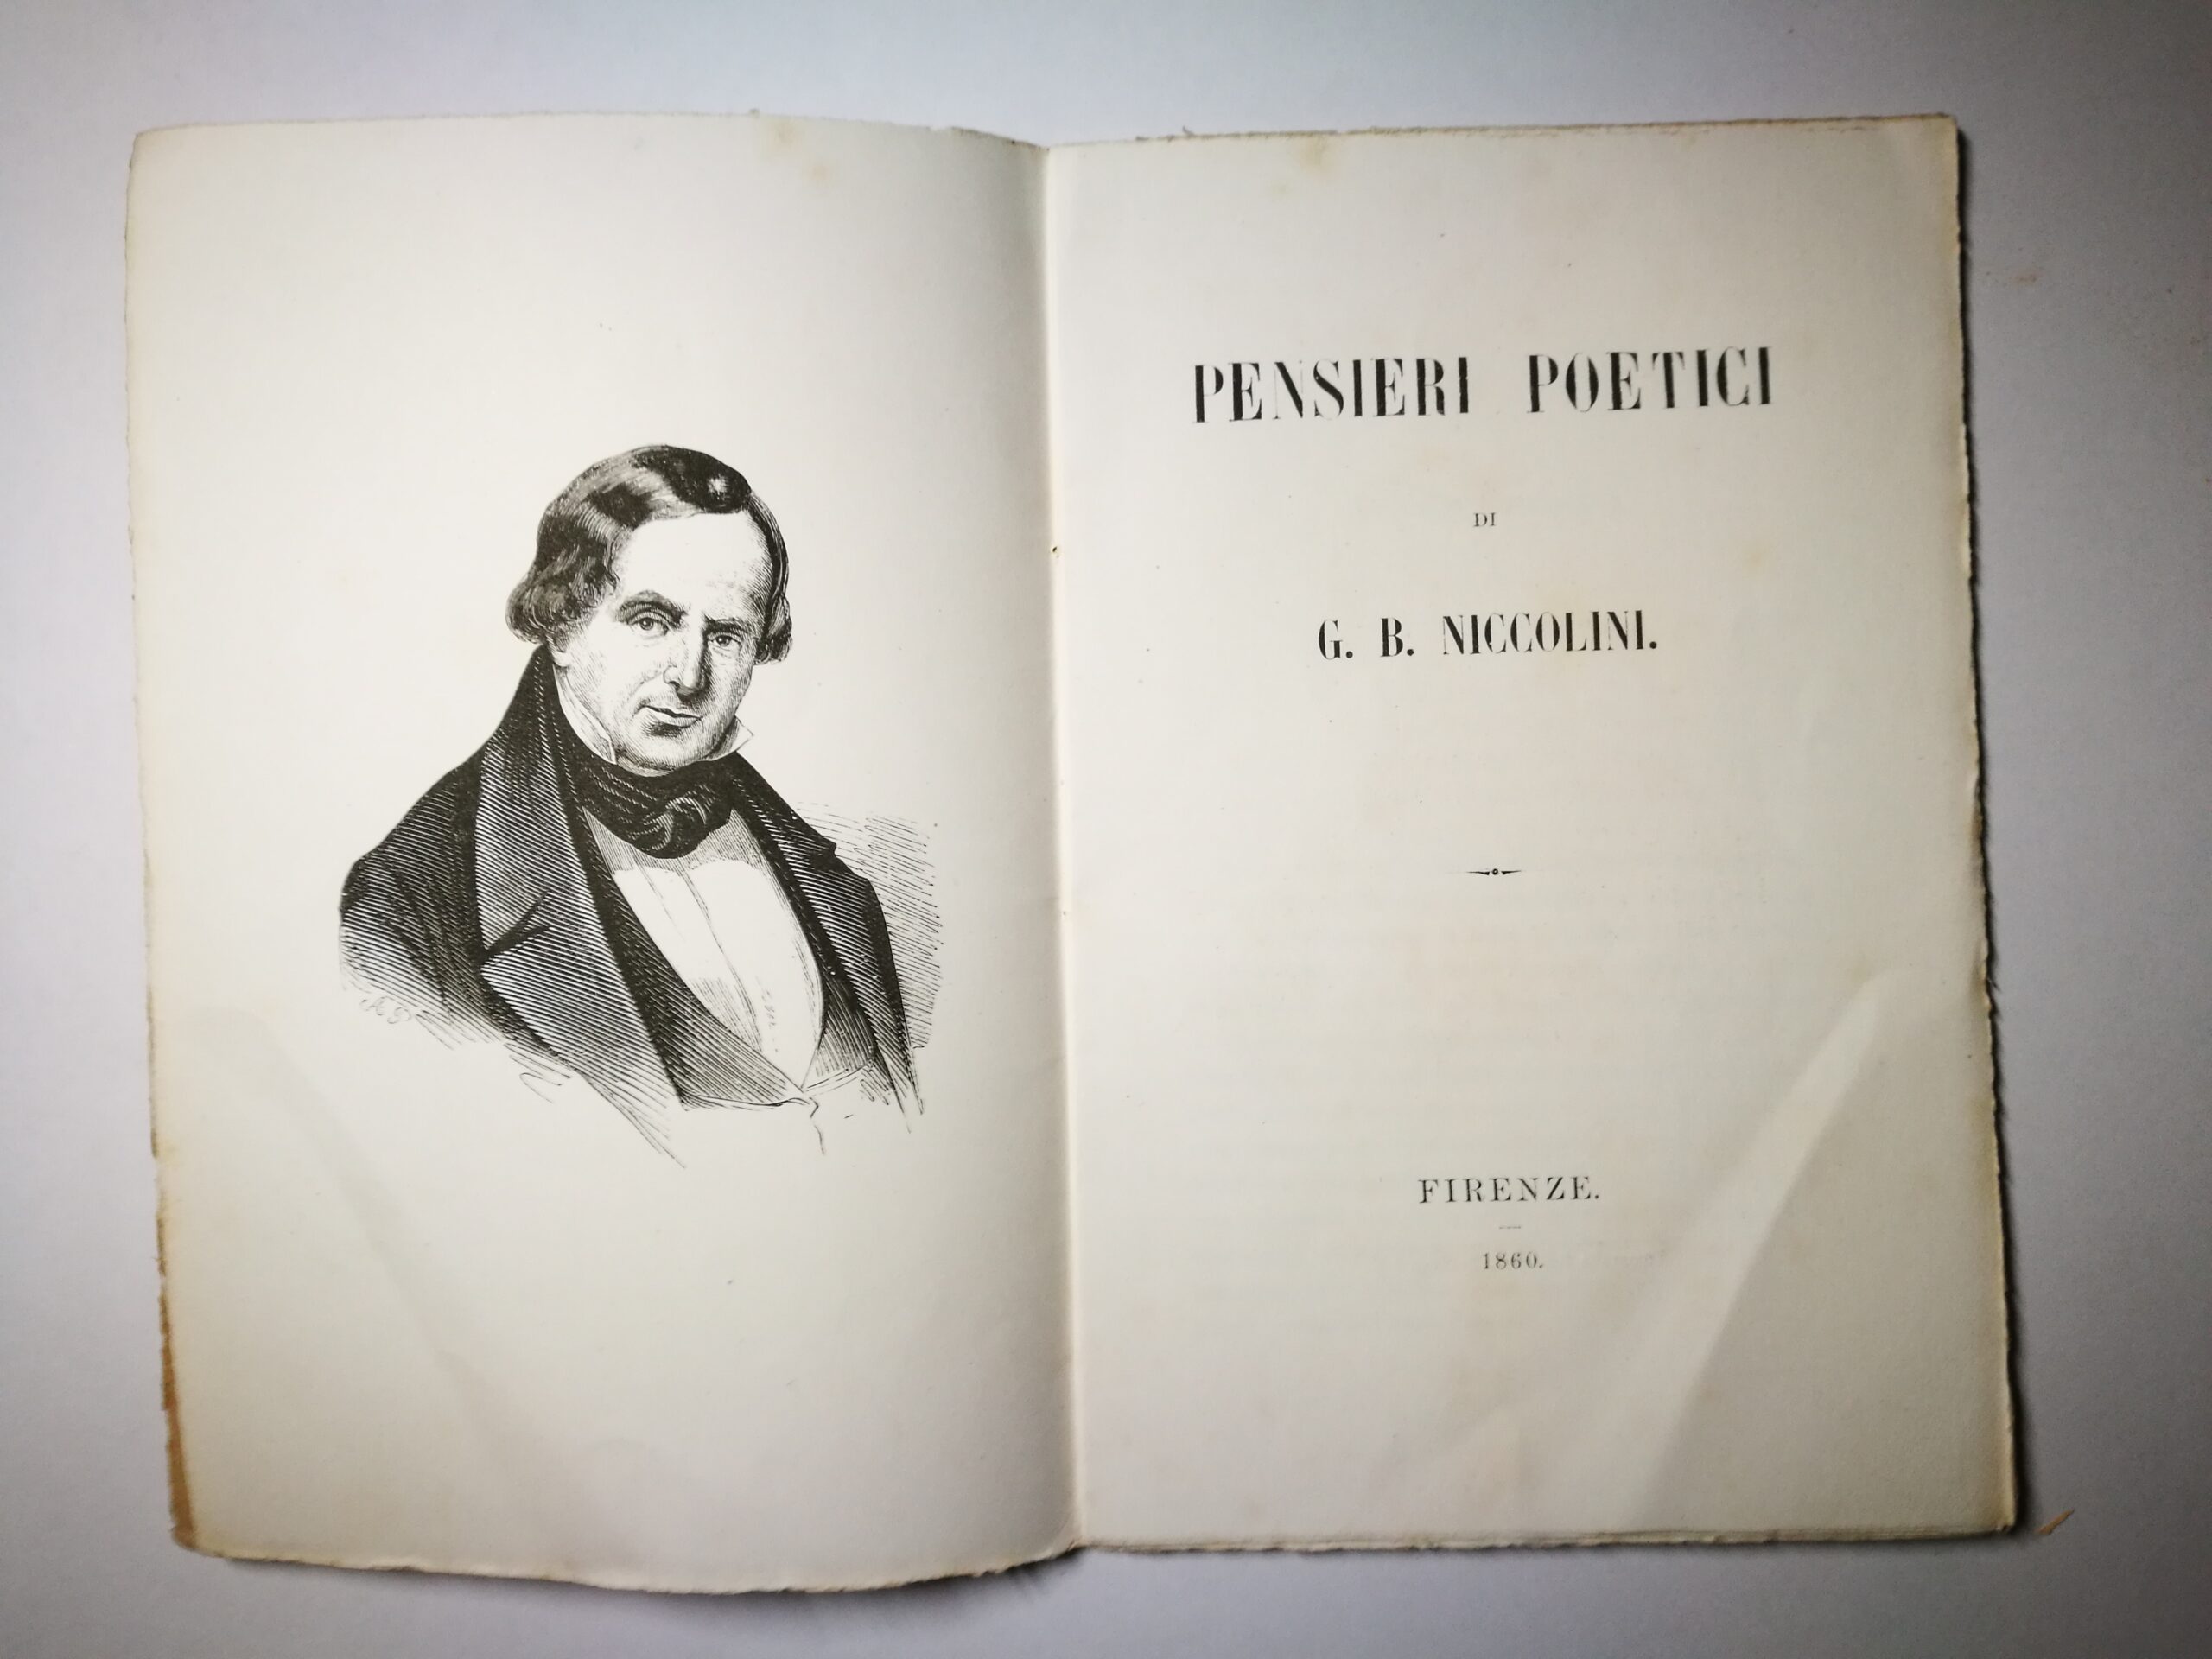 PENSIERI POETICI
DI
G. B. NICCOLINI.
FIRENZE.
1860.